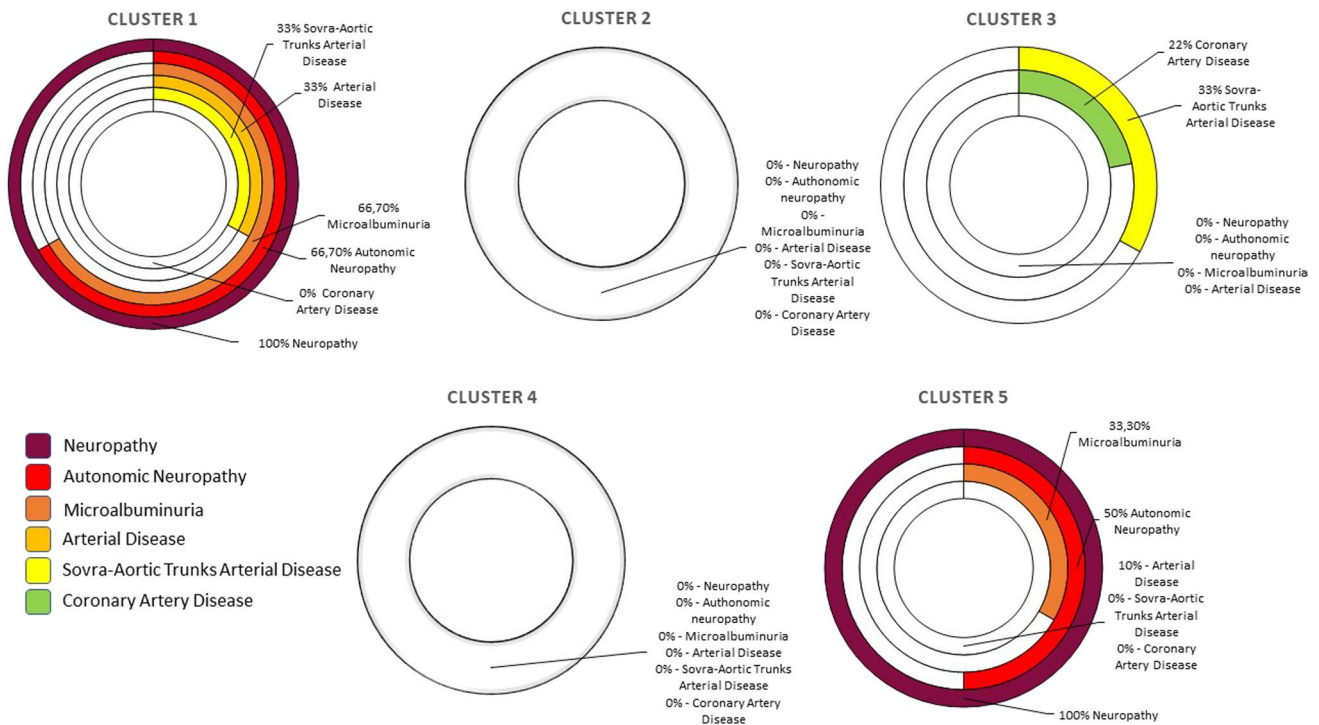 CLUSTER 1
33% Sovra-Aortic
Trunks Arterial
Disease
33% Arterial
Disease
66,70%
Microalbuminuria
66,70% Autonomic
Neuropathy
0% Coronary
Artery Disease
100% Neuropathy
CLUSTER 2
0% - Neuropathy
0% - Authonomic
neuropathy
0% -
Microalbuminuria
0% - Arterial Disease
0% - Sovra-Aortic
Trunks Arterial
Disease
0% - Coronary Artery
Disease
CLUSTER 3
22% Coronary
Artery Disease
33% Sovra-
Aortic Trunks
Arterial Disease
0% - Neuropathy
0% - Authonomic
neuropathy
0% - Microalbuminuria
0% - Arterial Disease
Neuropathy
Autonomic Neuropathy
Microalbuminuria
Arterial Disease
Sovra-Aortic Trunks Arterial Disease
Coronary Artery Disease
CLUSTER 4
0% - Neuropathy
0% - Authonomic
neuropathy
0% - Microalbuminuria
0% - Arterial Disease
0% - Sovra-Aortic Trunks
Arterial Disease
0% - Coronary Artery
Disease
CLUSTER 5
33,30%
Microalbuminuria
50% Autonomic
Neuropathy
10% - Arterial
Disease
0% - Sovra-Aortic
Trunks Arterial
Disease
0% - Coronary
Artery Disease
100% Neuropathy